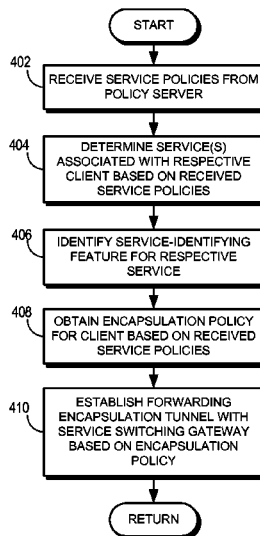 START
402
RECEIVE SERVICE POLICIES FROM
POLICY SERVER
404
DETERMINE SERVICE(S)
ASSOCIATED WITH RESPECTIVE
CLIENT BASED ON RECEIVED
SERVICE POLICIES
406
IDENTIFY SERVICE-IDENTIFYING
FEATURE FOR RESPECTIVE
SERVICE
408
OBTAIN ENCAPSULATION POLICY
FOR CLIENT BASED ON RECEIVED
SERVICE POLICIES
410
ESTABLISH FORWARDING
ENCAPSULATION TUNNEL WITH
SERVICE SWITCHING GATEWAY
BASED ON ENCAPSULATION
POLICY
RETURN